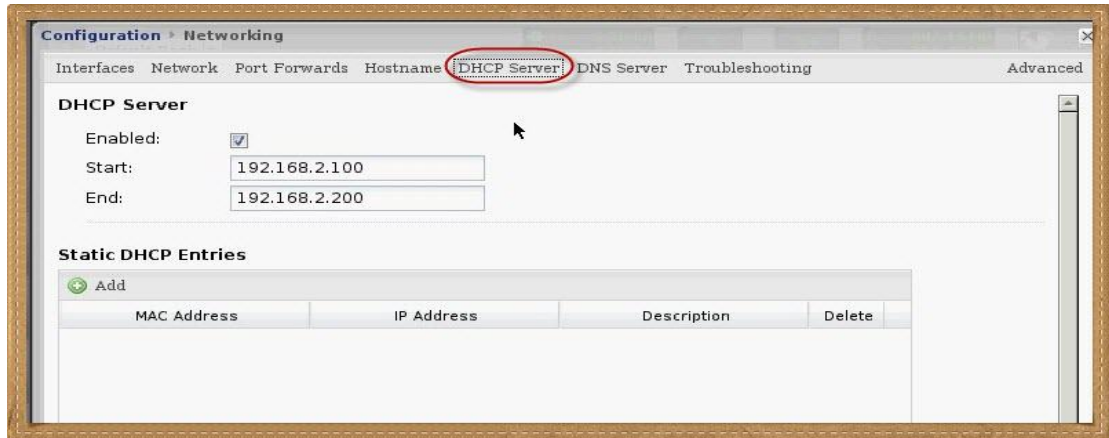 Configuration › Networking
Interfaces Network Port Forwards Hostname DHCP Server DNS Server Troubleshooting Advanced
DHCP Server
Enabled:
Start: 192.168.2.100
End: 192.168.2.200
Static DHCP Entries
Add
MAC Address IP Address Description Delete